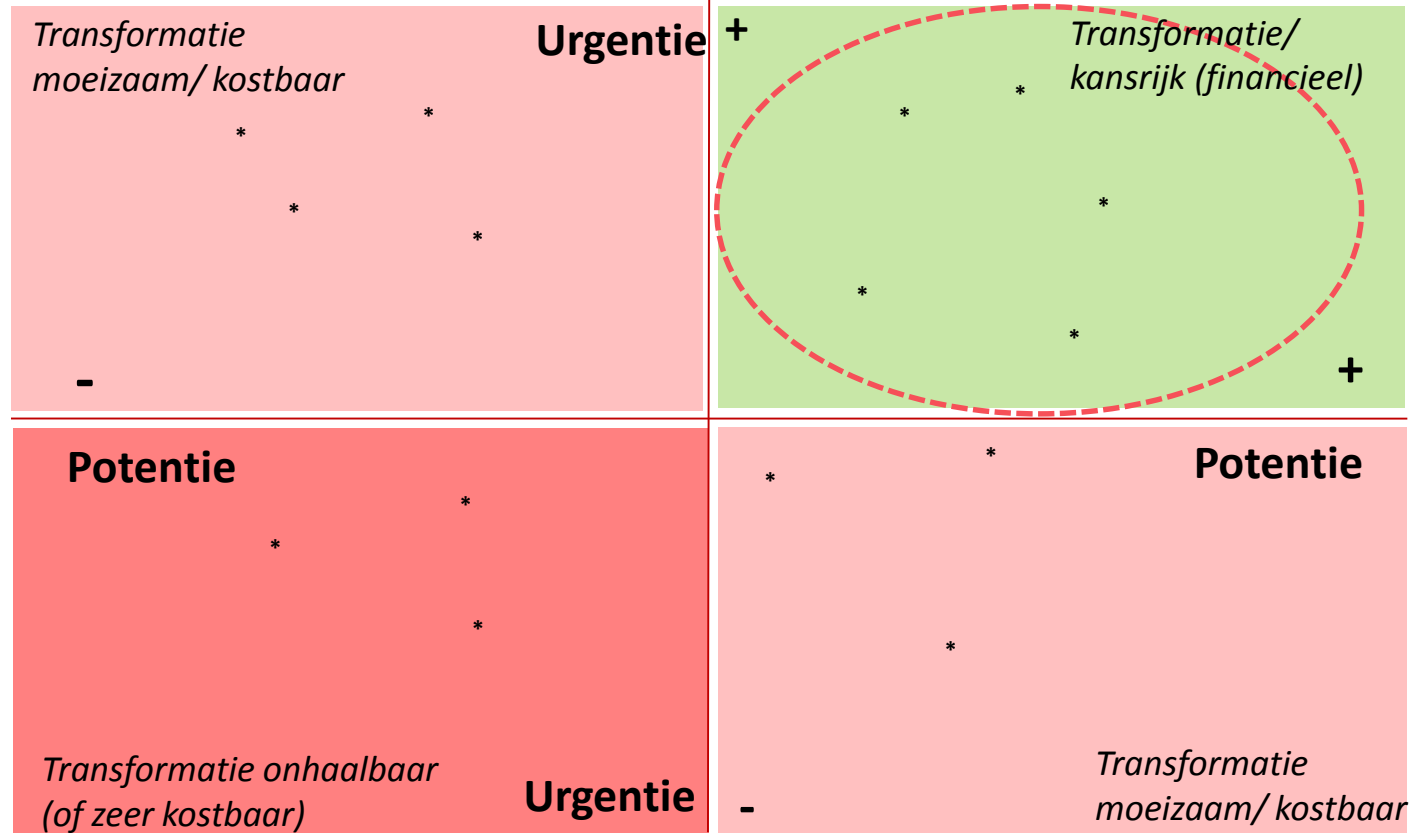 Transformatie
moeizaam/ kostbaar
Urgentie
+
Transformatie/
kansrijk (financieel)
*
*
*
*
-
*
*
*
*
*
+
Potentie
*
*
*
Transformatie onhaalbaar
(of zeer kostbaar)
Urgentie
*
*
Potentie
*
-
Transformatie
moeizaam/ kostbaar